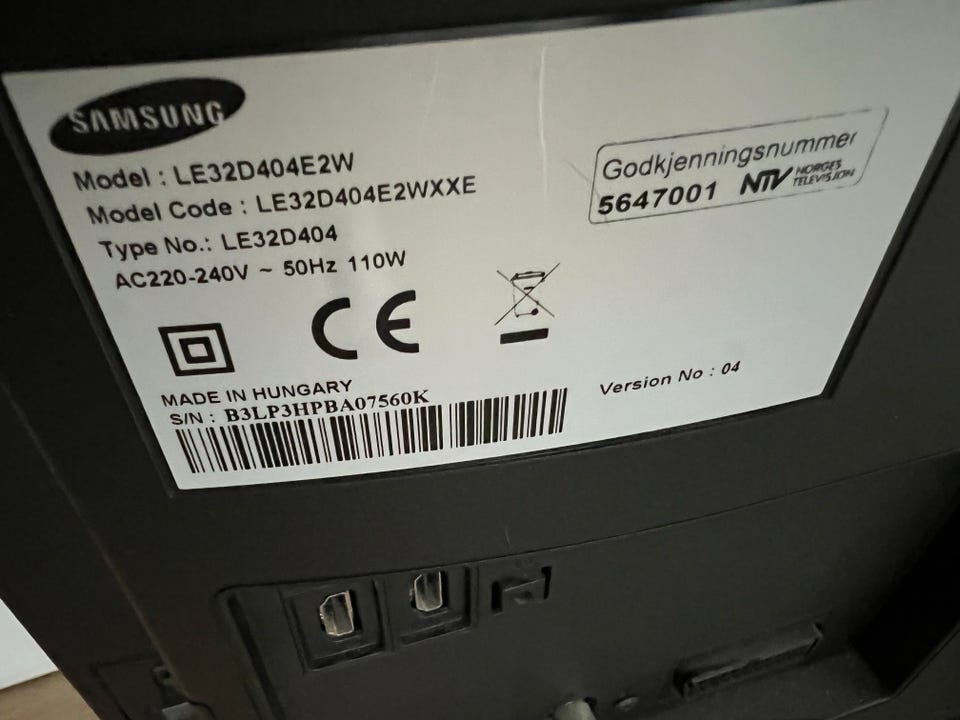 SAMSUNG
Model : LE32D404E2W
Model Code : LE32D404E2WXXE
Type No.: LE32D404
AC220-240V ~ 50Hz 110W
Godkjenningsnummer
5647001 NTV NORGES TELEVISJON
CE
MADE IN HUNGARY
S/N : B3LP3HPBA07560K
Version No : 04